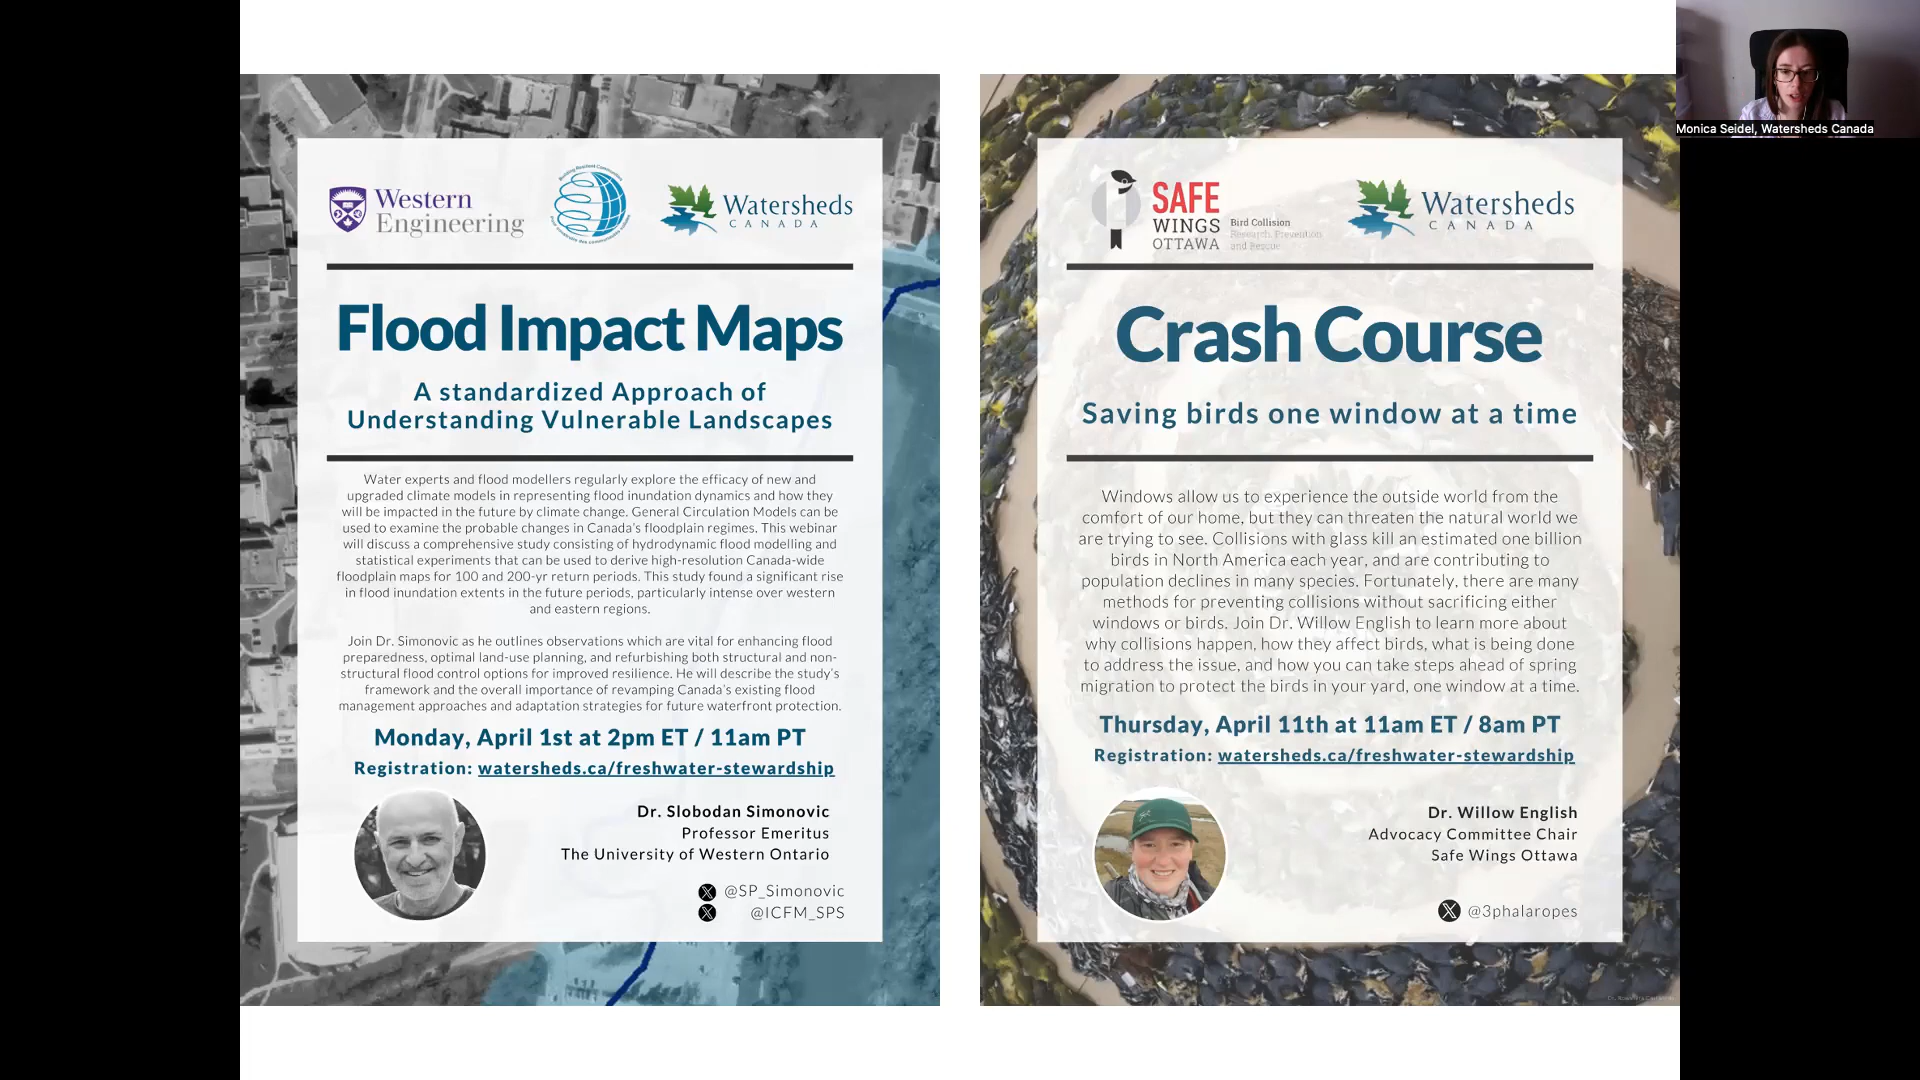 Monica Seidel, Watersheds Canada
Western
Engineering
Watersheds
CANADA
Flood Impact Maps
A standardized Approach of
Understanding Vulnerable Landscapes
Water experts and flood modellers regularly explore the efficacy of new and
upgraded climate models in representing flood inundation dynamics and how they
will be impacted in the future by climate change. General Circulation Models can be
used to examine the probable changes in Canada's floodplain regimes. This webinar
will discuss a comprehensive study consisting of hydrodynamic flood modelling and
statistical experiments that can be used to derive high-resolution Canada-wide
floodplain maps for 100 and 200-yr return periods. This study found a significant rise
in flood inundation extents in the future periods, particularly intense over western
and eastern regions.
Join Dr. Simonovic as he outlines observations which are vital for enhancing flood
preparedness, optimal land-use planning, and refurbishing both structural and non-
structural flood control options for improved resilience. He will describe the study's
framework and the overall importance of revamping Canada's existing flood
management approaches and adaptation strategies for future waterfront protection.
Monday, April 1st at 2pm ET / 11am PT
Registration: watersheds.ca/freshwater-stewardship
Dr. Slobodan Simonovic
Professor Emeritus
The University of Western Ontario
@SP_Simonovic
@ICFM_SPS
SAFE
WINGS
OTTAWA
Bird Collision
Research, Prevention
and Rescue
Watersheds
CANADA
Crash Course
Saving birds one window at a time
Windows allow us to experience the outside world from the
comfort of our home, but they can threaten the natural world we
are trying to see. Collisions with glass kill an estimated one billion
birds in North America each year, and are contributing to
population declines in many species. Fortunately, there are many
methods for preventing collisions without sacrificing either
windows or birds. Join Dr. Willow English to learn more about
why collisions happen, how they affect birds, what is being done
to address the issue, and how you can take steps ahead of spring
migration to protect the birds in your yard, one window at a time.
Thursday, April 11th at 11am ET / 8am PT
Registration: watersheds.ca/freshwater-stewardship
Dr. Willow English
Advocacy Committee Chair
Safe Wings Ottawa
@3phalaropes